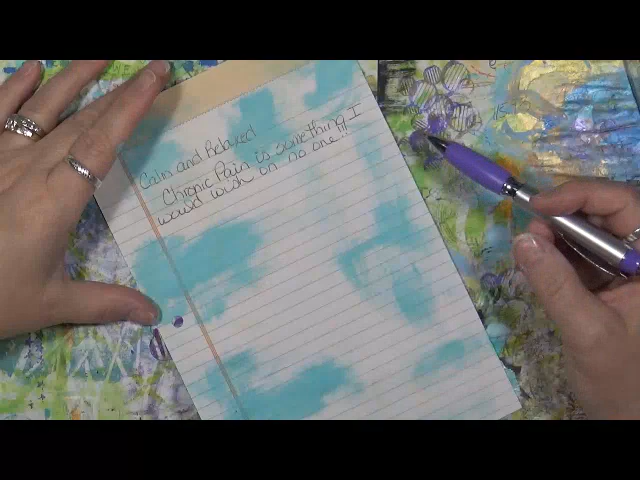 Calm and Relaxed
Chronic Pain is something I
would wish on no one!!!